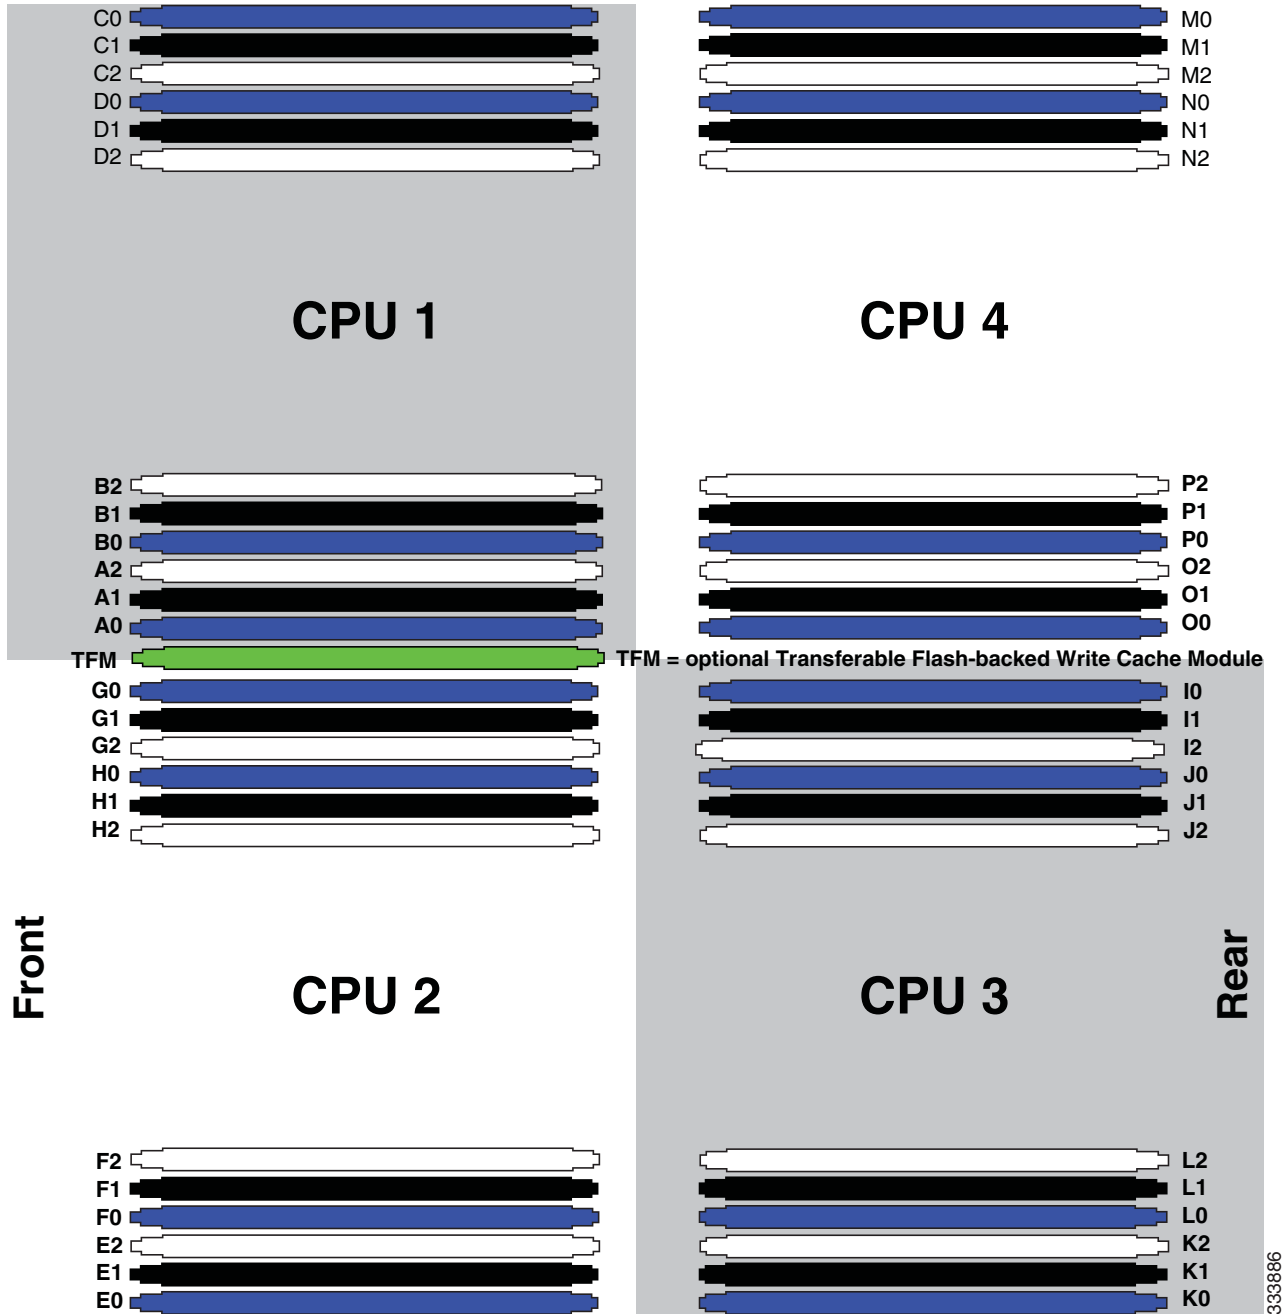 C0 M0
C1 M1
C2 M2
D0 N0
D1 N1
D2 N2
CPU 1 CPU 4
B2 P2
B1 P1
B0 P0
A2 O2
A1 O1
A0 O0
TFM TFM = optional Transferable Flash-backed Write Cache Module
G0 I0
G1 I1
G2 I2
H0 J0
H1 J1
H2 J2
Front
CPU 2 CPU 3
Rear
F2 L2
F1 L1
F0 L0
E2 K2
E1 K1
E0 K0
333886